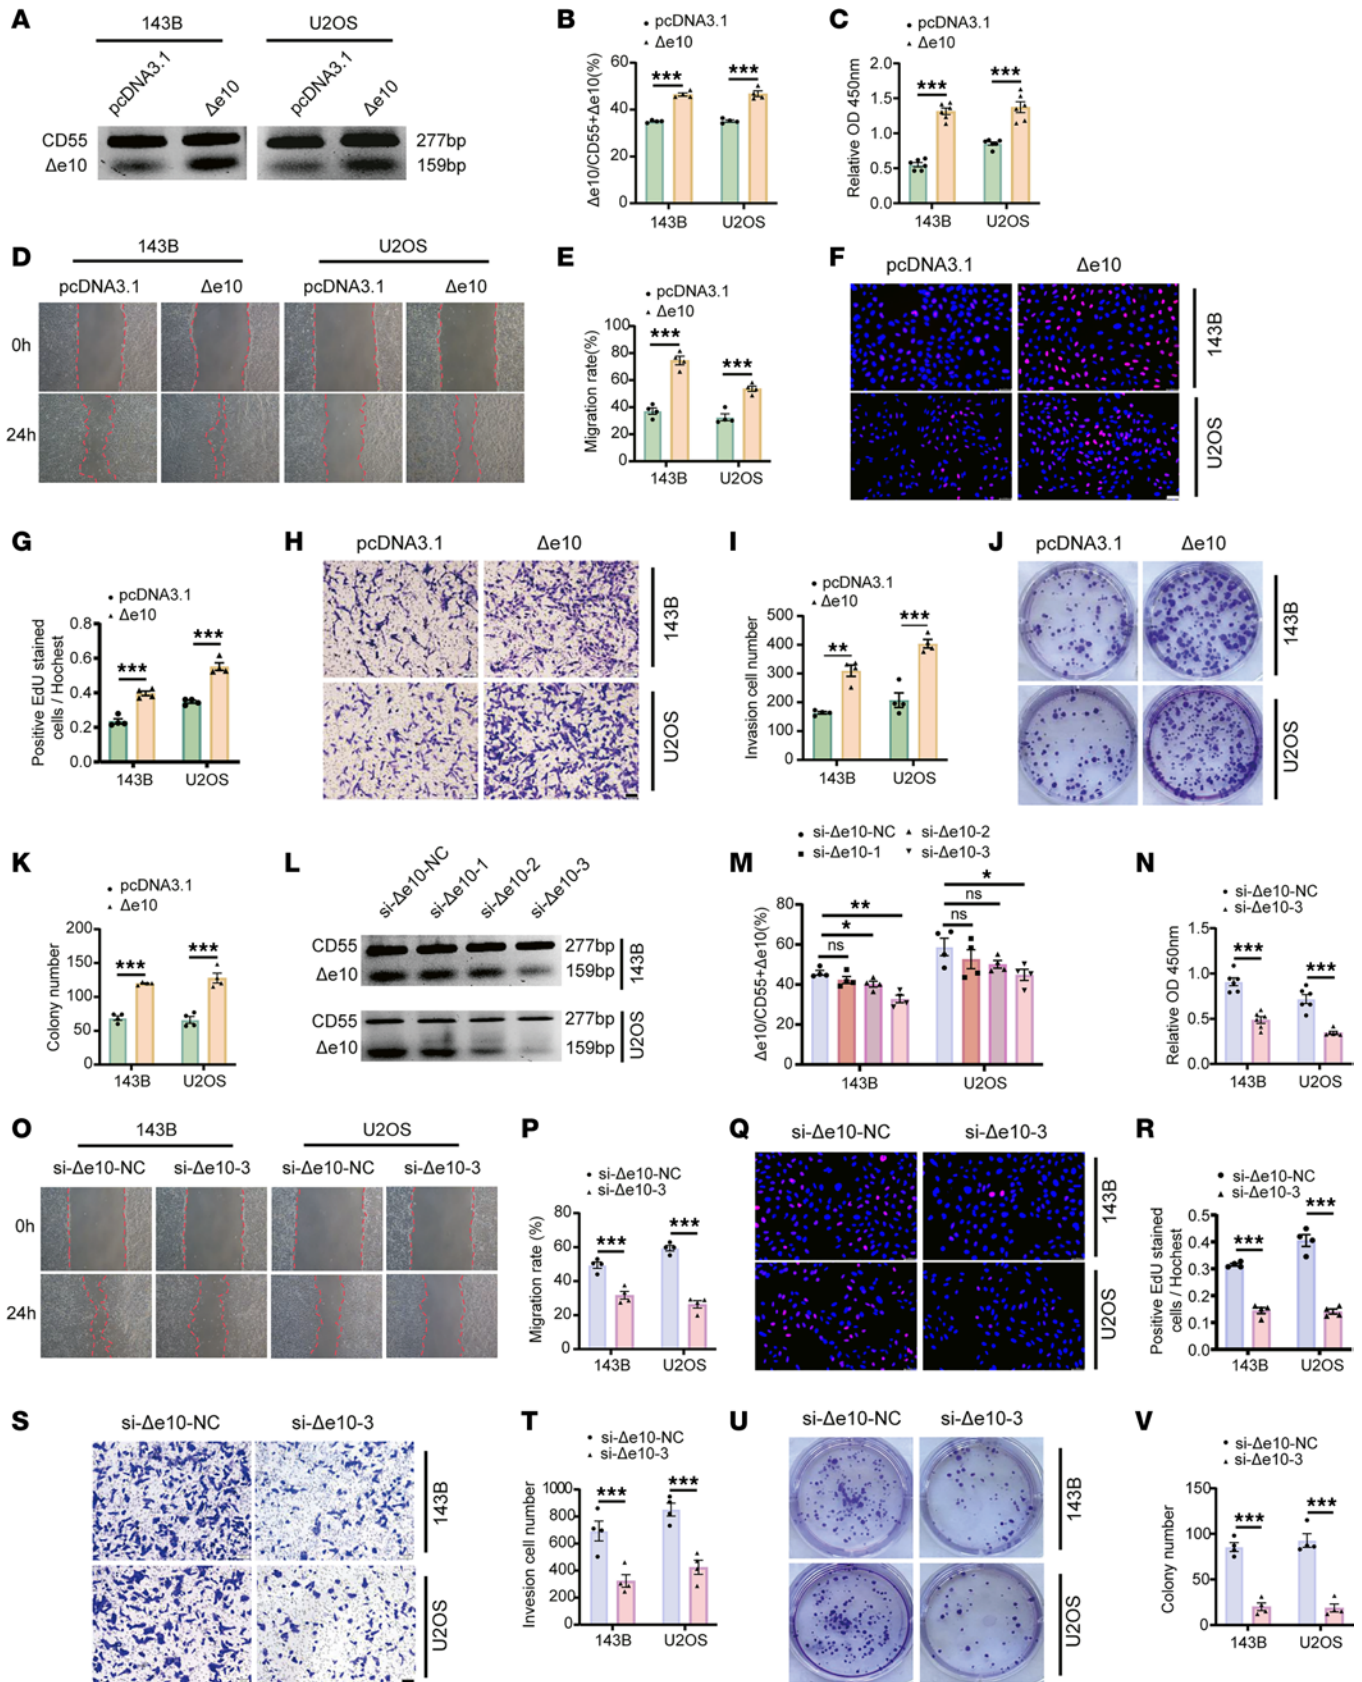 A
143B
U2OS
pcDNA3.1
Δe10
pcDNA3.1
Δe10
CD55
277bp
Δe10
159bp
B
pcDNA3.1
Δe10
Δe10/CD55+Δe10(%)
60
40
20
0
***
***
143B
U2OS
C
pcDNA3.1
Δe10
Relative OD 450nm
2.0
1.5
1.0
0.5
0.0
***
***
143B
U2OS
D
143B
U2OS
pcDNA3.1
Δe10
pcDNA3.1
Δe10
0h
24h
E
pcDNA3.1
Δe10
Migration rate(%)
100
80
60
40
20
0
***
***
143B
U2OS
F
pcDNA3.1
Δe10
143B
U2OS
G
pcDNA3.1
Δe10
Positive EdU stained
cells / Hochest
0.8
0.6
0.4
0.2
0.0
***
***
143B
U2OS
H
pcDNA3.1
Δe10
143B
U2OS
I
pcDNA3.1
Δe10
Invasion cell number
500
400
300
200
100
0
**
***
143B
U2OS
J
pcDNA3.1
Δe10
143B
U2OS
K
pcDNA3.1
Δe10
Colony number
200
150
100
50
0
***
***
143B
U2OS
L
si-Δe10-NC
si-Δe10-1
si-Δe10-2
si-Δe10-3
CD55
277bp
Δe10
159bp
143B
CD55
277bp
Δe10
159bp
U2OS
M
si-Δe10-NC
si-Δe10-2
si-Δe10-1
si-Δe10-3
Δe10/CD55+Δe10(%)
80
60
40
20
0
**
*
ns
*
ns
ns
143B
U2OS
N
si-Δe10-NC
si-Δe10-3
Relative OD 450nm
1.5
1.0
0.5
0.0
***
***
143B
U2OS
O
143B
U2OS
si-Δe10-NC
si-Δe10-3
si-Δe10-NC
si-Δe10-3
0h
24h
P
si-Δe10-NC
si-Δe10-3
Migration rate (%)
80
60
40
20
0
***
***
143B
U2OS
Q
si-Δe10-NC
si-Δe10-3
143B
U2OS
R
si-Δe10-NC
si-Δe10-3
Positive EdU stained
cells / Hochest
0.5
0.4
0.3
0.2
0.1
0.0
***
***
143B
U2OS
S
si-Δe10-NC
si-Δe10-3
143B
U2OS
T
si-Δe10-NC
si-Δe10-3
Invesion cell number
1000
800
600
400
200
0
***
***
143B
U2OS
U
si-Δe10-NC
si-Δe10-3
143B
U2OS
V
si-Δe10-NC
si-Δe10-3
Colony number
150
100
50
0
***
***
143B
U2OS